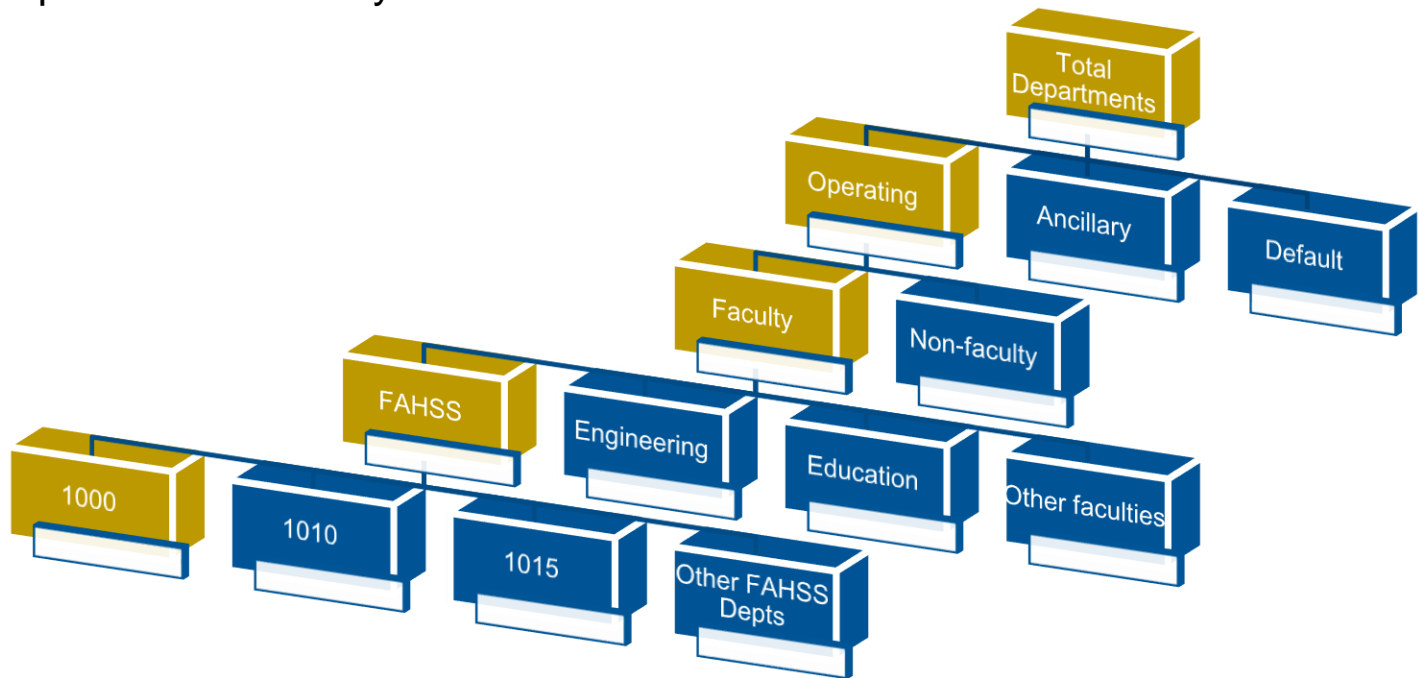 Total
Departments
Operating
Ancillary
Default
Faculty
Non-faculty
FAHSS
Engineering
Education
Other faculties
1000
1010
1015
Other FAHSS
Depts